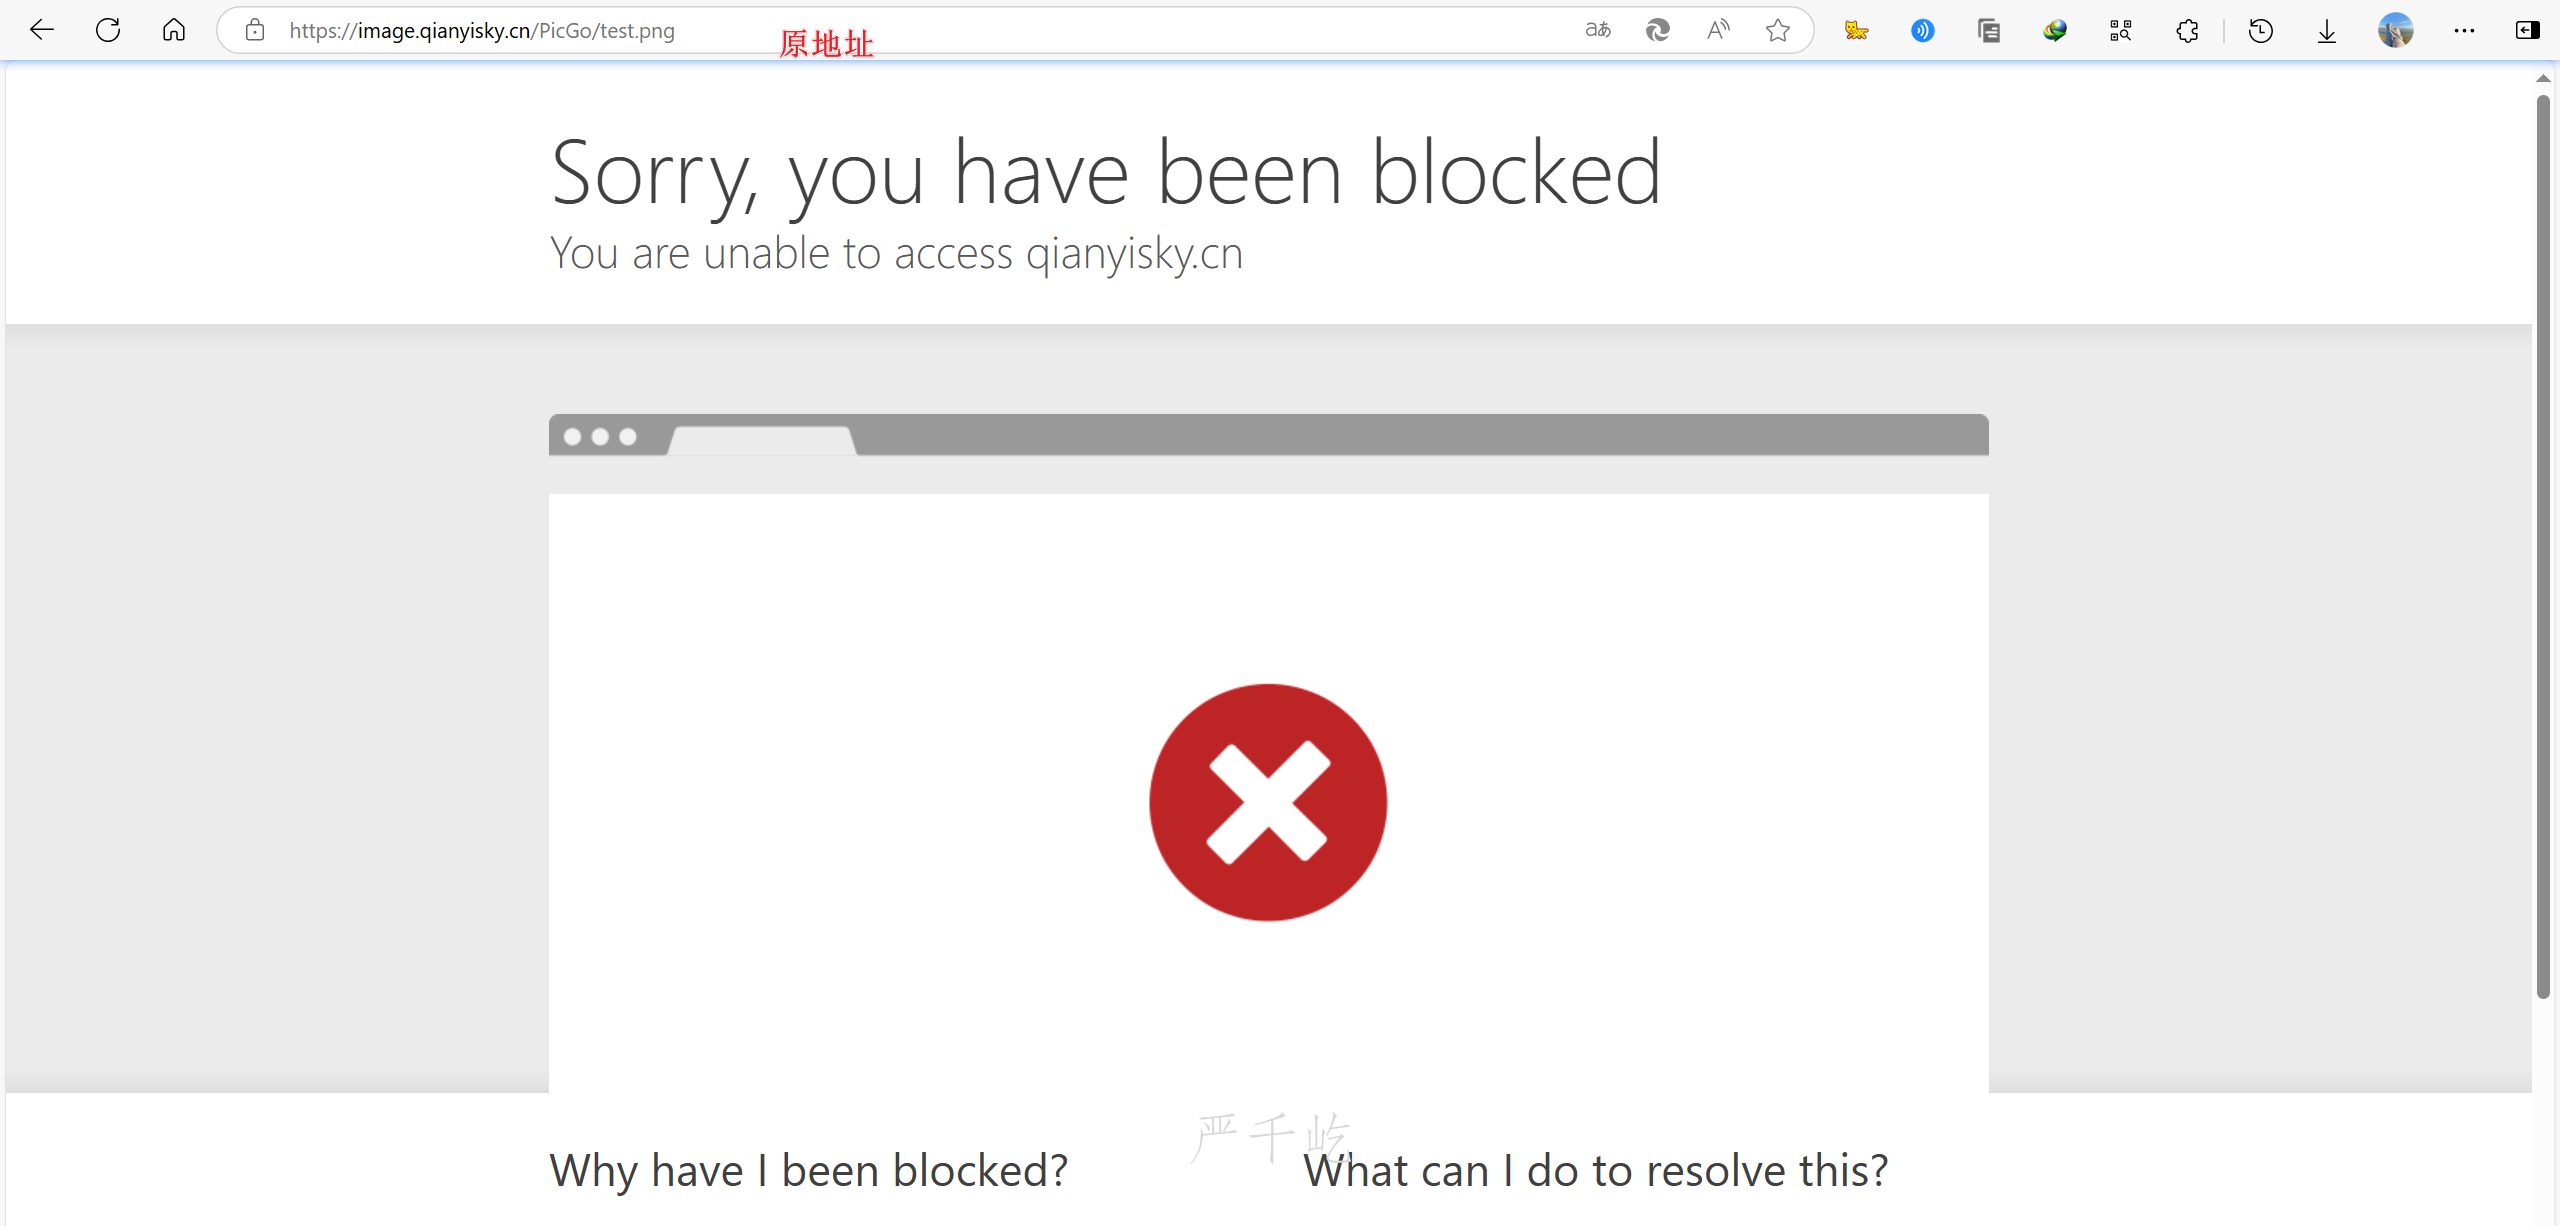 https://image.qianyisky.cn/PicGo/test.png
原地址
Sorry, you have been blocked
You are unable to access qianyisky.cn
严千屹
Why have I been blocked?
What can I do to resolve this?